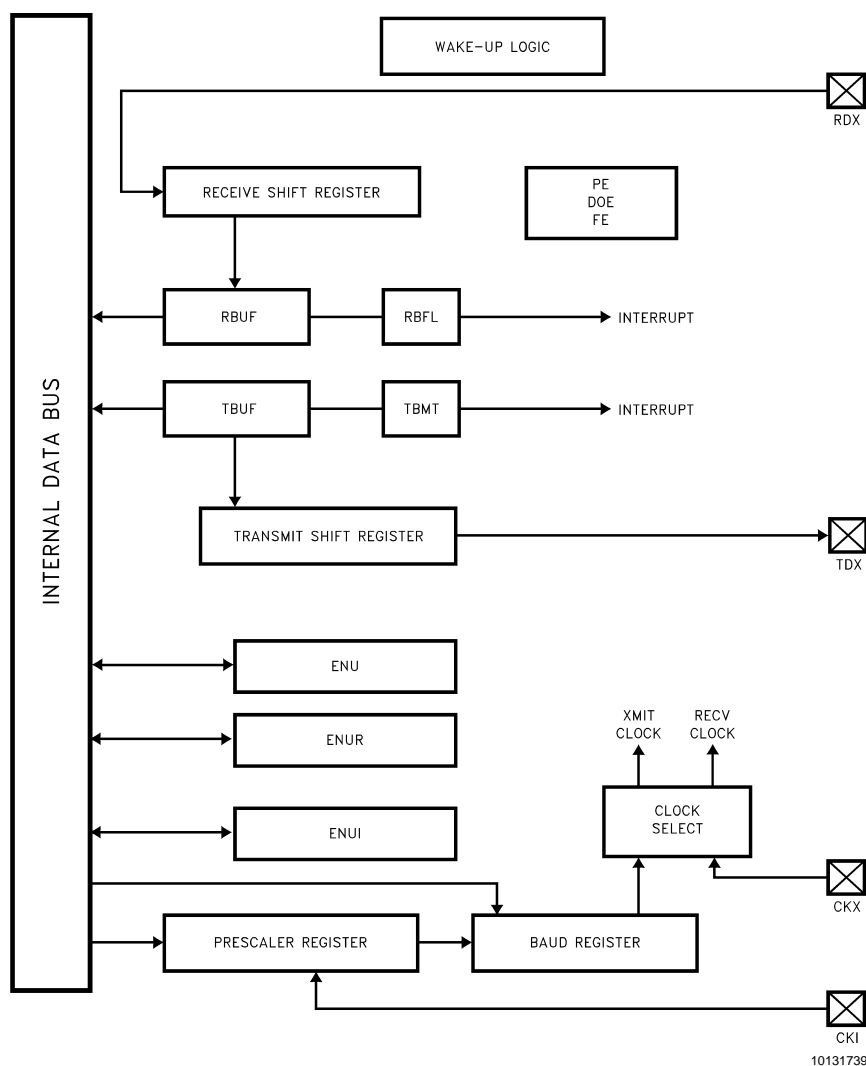 WAKE-UP LOGIC
RDX
RECEIVE SHIFT REGISTER
PE
DOE
FE
RBUF
RBFL
INTERRUPT
TBUF
TBMT
INTERRUPT
INTERNAL DATA BUS
TRANSMIT SHIFT REGISTER
TDX
ENU
ENUR
XMIT
CLOCK
RECV
CLOCK
ENUI
CLOCK
SELECT
CKX
PRESCALER REGISTER
BAUD REGISTER
CKI
10131739